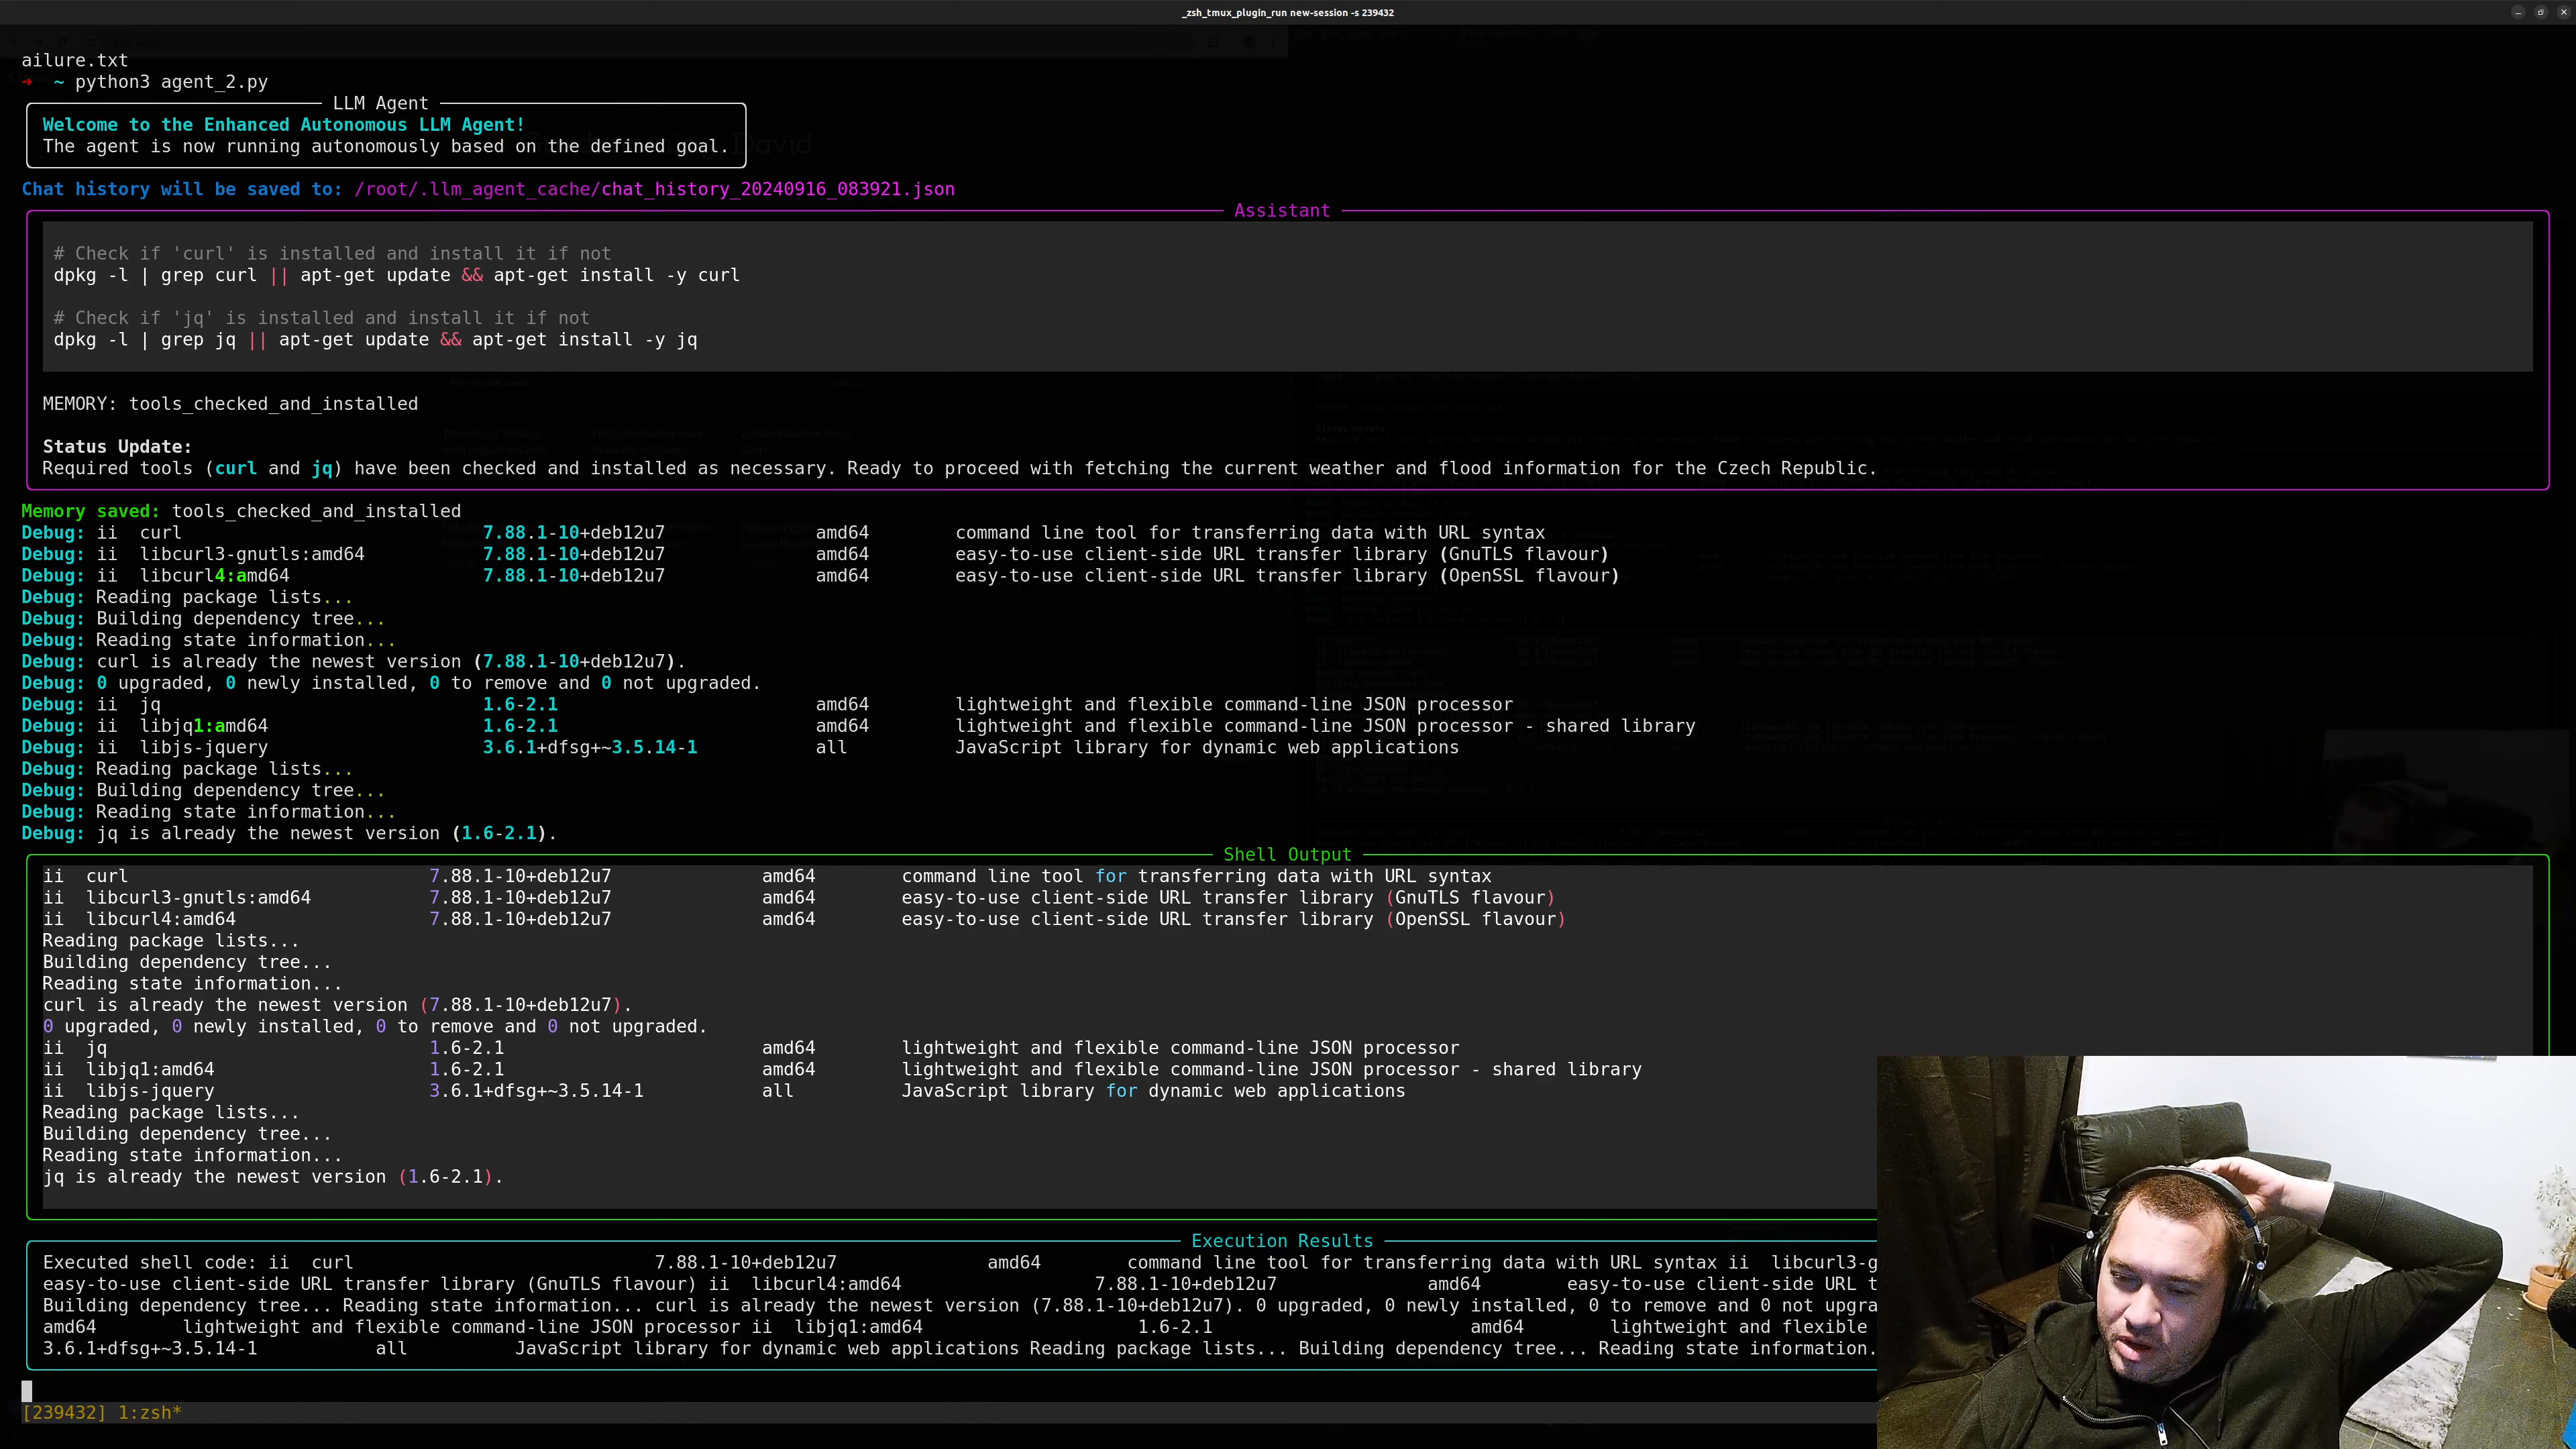 _zsh_tmux_plugin_run new-session -s 239432
ailure.txt
➜ ~ python3 agent_2.py
LLM Agent
Welcome to the Enhanced Autonomous LLM Agent!
The agent is now running autonomously based on the defined goal.
David
Chat history will be saved to: /root/.llm_agent_cache/chat_history_20240916_083921.json
Assistant
# Check if 'curl' is installed and install it if not
dpkg -l | grep curl || apt-get update && apt-get install -y curl
# Check if 'jq' is installed and install it if not
dpkg -l | grep jq || apt-get update && apt-get install -y jq
MEMORY: tools_checked_and_installed
Status Update:
Required tools (curl and jq) have been checked and installed as necessary. Ready to proceed with fetching the current weather and flood information for the Czech Republic.
Memory saved: tools_checked_and_installed
Debug: ii curl 7.88.1-10+deb12u7 amd64 command line tool for transferring data with URL syntax
Debug: ii libcurl3-gnutls:amd64 7.88.1-10+deb12u7 amd64 easy-to-use client-side URL transfer library (GnuTLS flavour)
Debug: ii libcurl4:amd64 7.88.1-10+deb12u7 amd64 easy-to-use client-side URL transfer library (OpenSSL flavour)
Debug: Reading package lists...
Debug: Building dependency tree...
Debug: Reading state information...
Debug: curl is already the newest version (7.88.1-10+deb12u7).
Debug: 0 upgraded, 0 newly installed, 0 to remove and 0 not upgraded.
Debug: ii jq 1.6-2.1 amd64 lightweight and flexible command-line JSON processor
Debug: ii libjq1:amd64 1.6-2.1 amd64 lightweight and flexible command-line JSON processor - shared library
Debug: ii libjs-jquery 3.6.1+dfsg+~3.5.14-1 all JavaScript library for dynamic web applications
Debug: Reading package lists...
Debug: Building dependency tree...
Debug: Reading state information...
Debug: jq is already the newest version (1.6-2.1).
Shell Output
ii curl 7.88.1-10+deb12u7 amd64 command line tool for transferring data with URL syntax
ii libcurl3-gnutls:amd64 7.88.1-10+deb12u7 amd64 easy-to-use client-side URL transfer library (GnuTLS flavour)
ii libcurl4:amd64 7.88.1-10+deb12u7 amd64 easy-to-use client-side URL transfer library (OpenSSL flavour)
Reading package lists...
Building dependency tree...
Reading state information...
curl is already the newest version (7.88.1-10+deb12u7).
0 upgraded, 0 newly installed, 0 to remove and 0 not upgraded.
ii jq 1.6-2.1 amd64 lightweight and flexible command-line JSON processor
ii libjq1:amd64 1.6-2.1 amd64 lightweight and flexible command-line JSON processor - shared library
ii libjs-jquery 3.6.1+dfsg+~3.5.14-1 all JavaScript library for dynamic web applications
Reading package lists...
Building dependency tree...
Reading state information...
jq is already the newest version (1.6-2.1).
Execution Results
Executed shell code: ii curl 7.88.1-10+deb12u7 amd64 command line tool for transferring data with URL syntax ii libcurl3-g
easy-to-use client-side URL transfer library (GnuTLS flavour) ii libcurl4:amd64 7.88.1-10+deb12u7 amd64 easy-to-use client-side URL t
Building dependency tree... Reading state information... curl is already the newest version (7.88.1-10+deb12u7). 0 upgraded, 0 newly installed, 0 to remove and 0 not upgra
amd64 lightweight and flexible command-line JSON processor ii libjq1:amd64 1.6-2.1 amd64 lightweight and flexible
3.6.1+dfsg+~3.5.14-1 all JavaScript library for dynamic web applications Reading package lists... Building dependency tree... Reading state information.
[239432] 1:zsh*